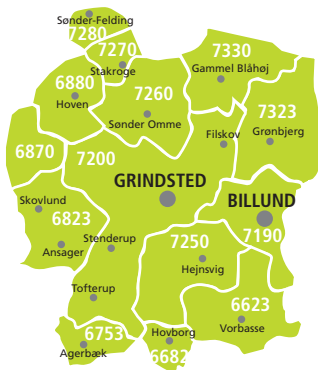 Sønder-Felding
7280
7270
Stakroge
7330
Gammel Blåhøj
6880
Hoven
7260
Sønder Omme
7323
Grønbjerg
Filskov
6870
7200
GRINDSTED
BILLUND
7190
Skovlund
6823
Ansager
Stenderup
7250
Hejnsvig
Tofterup
6623
Vorbasse
6753
Agerbæk
Hovborg
6682